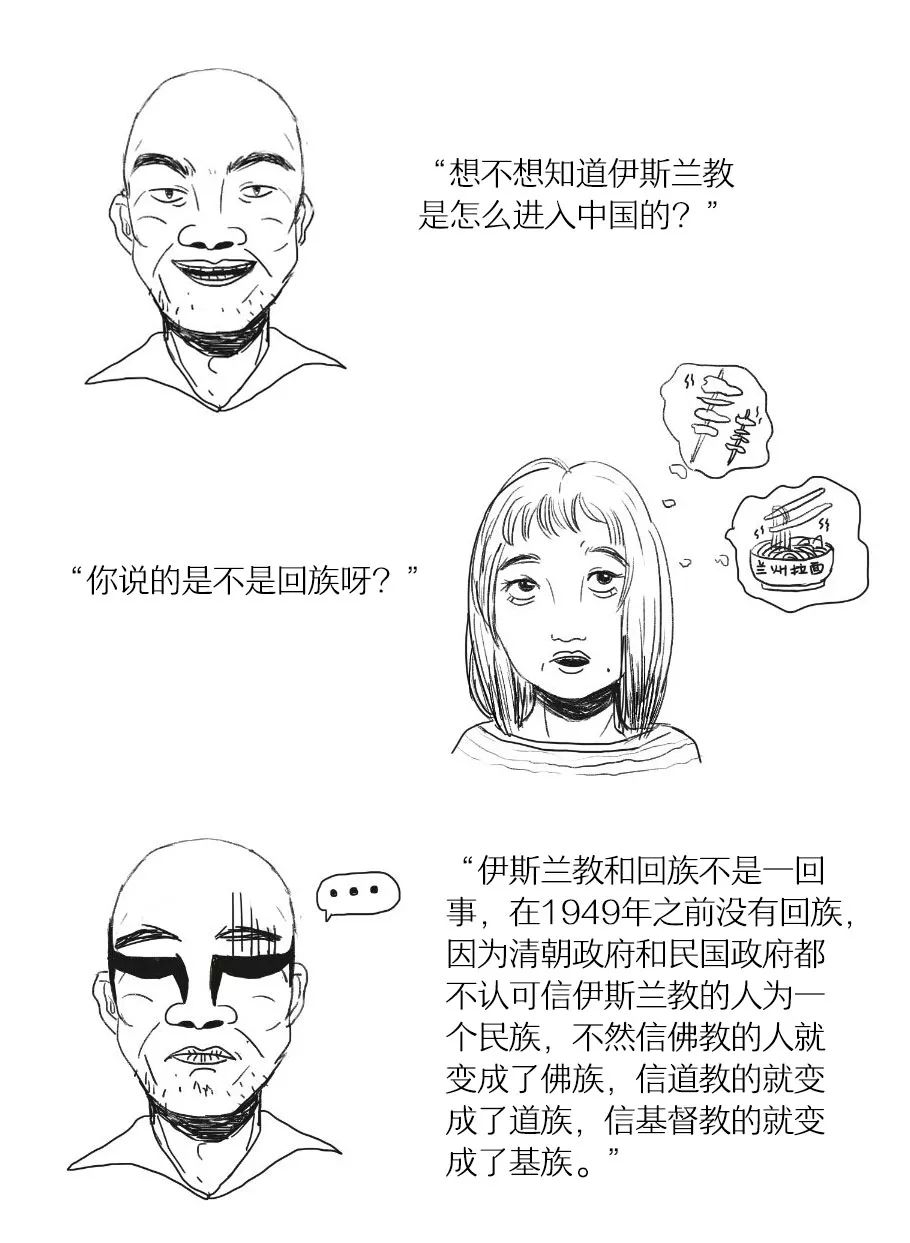 “想不想知道伊斯兰教
是怎么进入中国的？”
“你说的是不是回族呀？”
兰州拉面
“伊斯兰教和回族不是一回
事，在1949年之前没有回族，
因为清朝政府和民国政府都
不认可信伊斯兰教的人为一
个民族，不然信佛教的人就
变成了佛族，信道教的就变
成了道族，信基督教的就变
成了基族。”